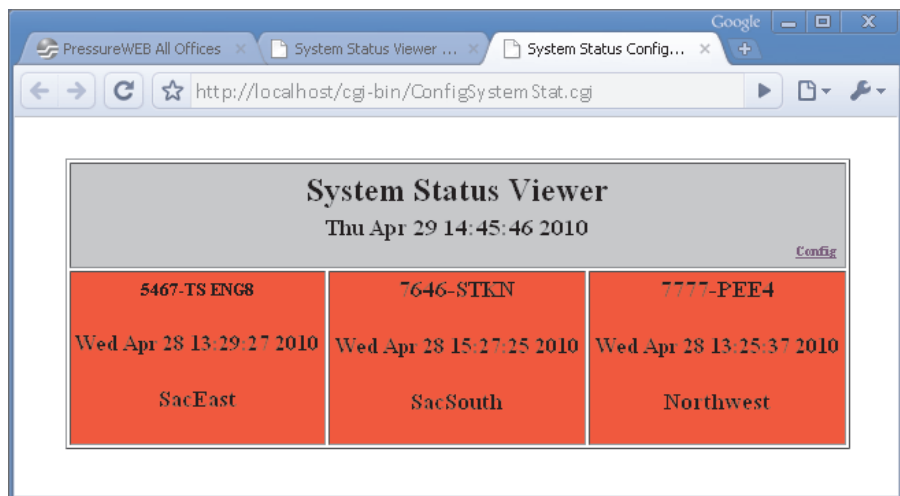 Google
PressureWEB All Offices
System Status Viewer ...
System Status Config...
http://localhost/cgi-bin/ConfigSystemStat.cgi
System Status Viewer
Thu Apr 29 14:45:46 2010
Config
5467-TS ENG8
Wed Apr 28 13:29:27 2010
SacEast
7646-STKN
Wed Apr 28 15:27:25 2010
SacSouth
7777-PEE4
Wed Apr 28 13:25:37 2010
Northwest